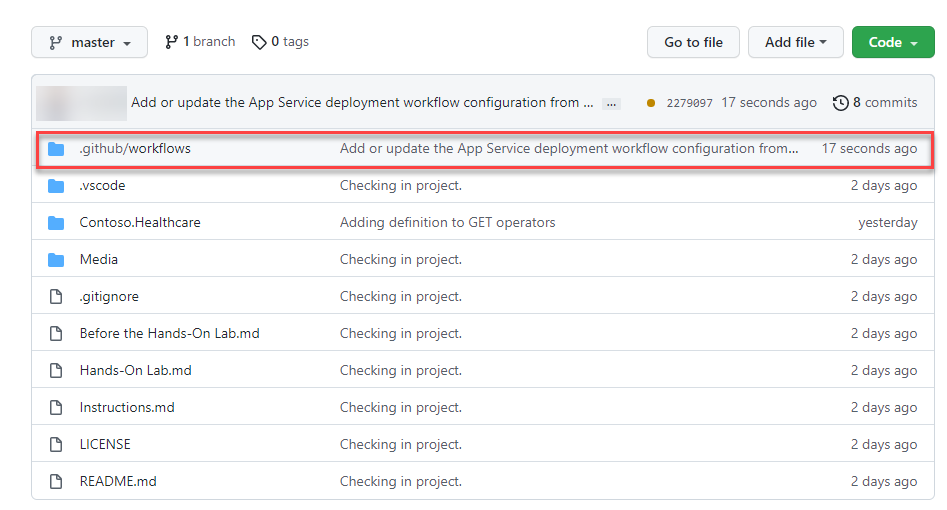 master 1 branch 0 tags Go to file Add file Code
Add or update the App Service deployment workflow configuration from ... ... 2279097 17 seconds ago 8 commits
.github/workflows Add or update the App Service deployment workflow configuration from... 17 seconds ago
.vscode Checking in project. 2 days ago
Contoso.Healthcare Adding definition to GET operators yesterday
Media Checking in project. 2 days ago
.gitignore Checking in project. 2 days ago
Before the Hands-On Lab.md Checking in project. 2 days ago
Hands-On Lab.md Checking in project. 2 days ago
Instructions.md Checking in project. 2 days ago
LICENSE Checking in project. 2 days ago
README.md Checking in project. 2 days ago